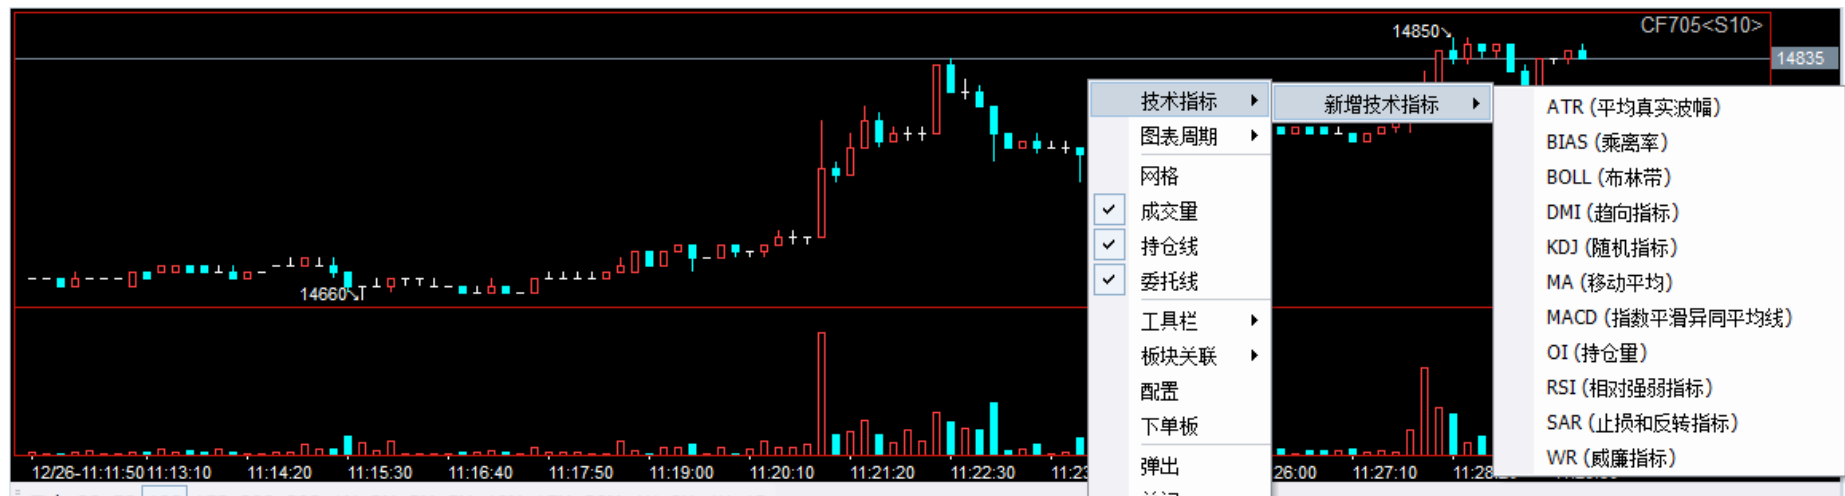 CF705<S10>
14850
14835
14660
技术指标
图表周期
网格
成交量
持仓线
委托线
工具栏
板块关联
配置
下单板
弹出
新增技术指标
ATR (平均真实波幅)
BIAS (乘离率)
BOLL (布林带)
DMI (趋向指标)
KDJ (随机指标)
MA (移动平均)
MACD (指数平滑异同平均线)
OI (持仓量)
RSI (相对强弱指标)
SAR (止损和反转指标)
WR (威廉指标)
12/26-11:11:50 11:13:10 11:14:20 11:15:30 11:16:40 11:17:50 11:19:00 11:20:10 11:21:20 11:22:30 11:23 26:00 11:27:10 11:28